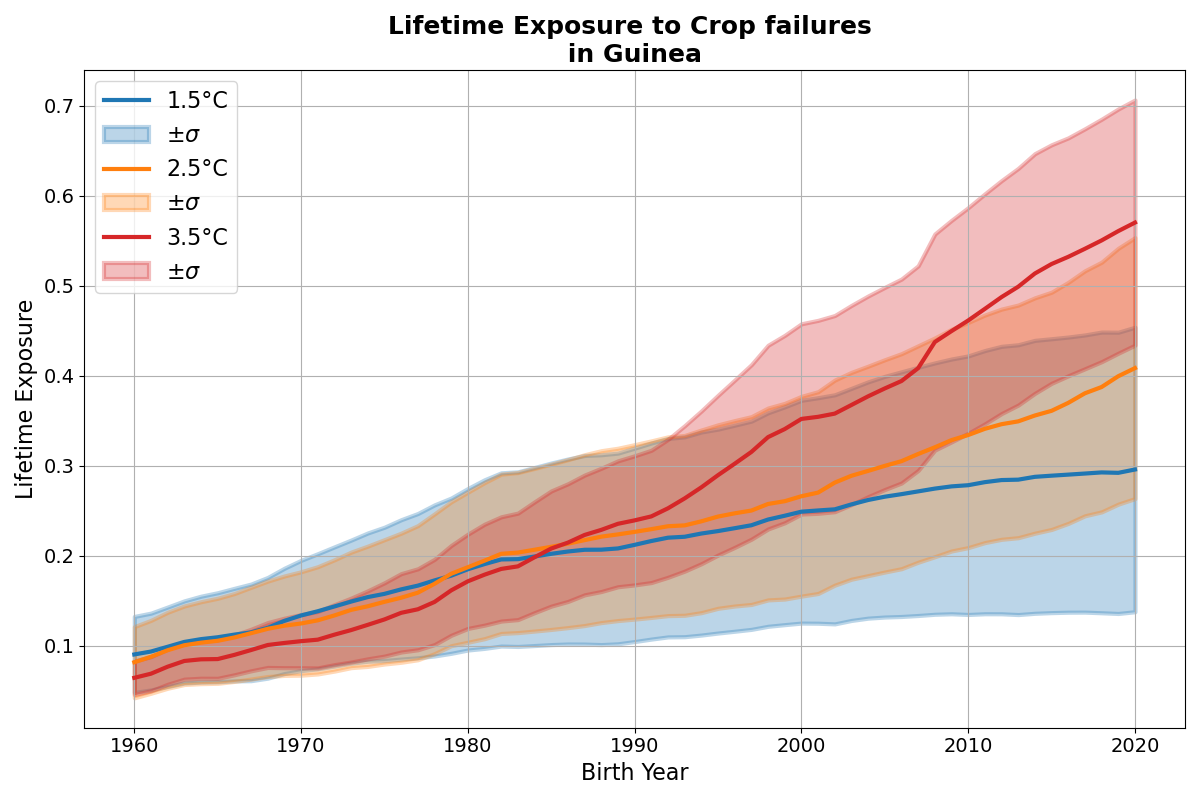 Lifetime Exposure to Crop failures
in Guinea
1.5°C
±σ
2.5°C
±σ
3.5°C
±σ
Lifetime Exposure
0.7
0.6
0.5
0.4
0.3
0.2
0.1
1960 1970 1980 1990 2000 2010 2020
Birth Year